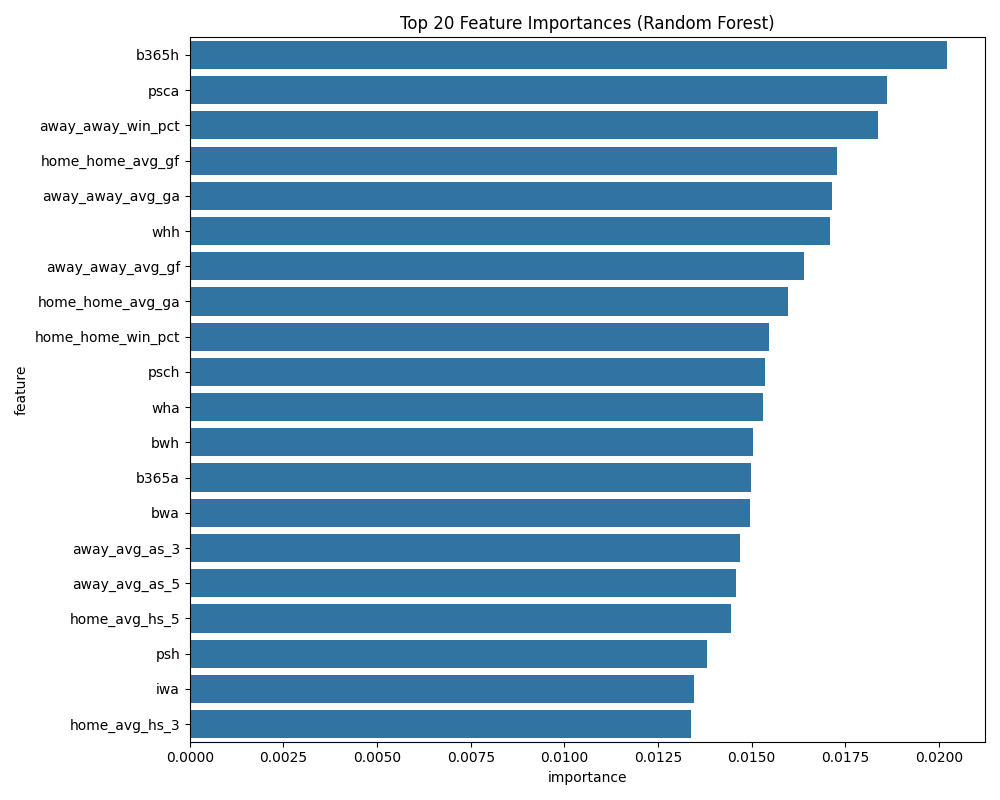 Top 20 Feature Importances (Random Forest)
b365h
psca
away_away_win_pct
home_home_avg_gf
away_away_avg_ga
whh
away_away_avg_gf
home_home_avg_ga
home_home_win_pct
psch
wha
bwh
b365a
bwa
away_avg_as_3
away_avg_as_5
home_avg_hs_5
psh
iwa
home_avg_hs_3
feature
0.0000 0.0025 0.0050 0.0075 0.0100 0.0125 0.0150 0.0175 0.0200
importance